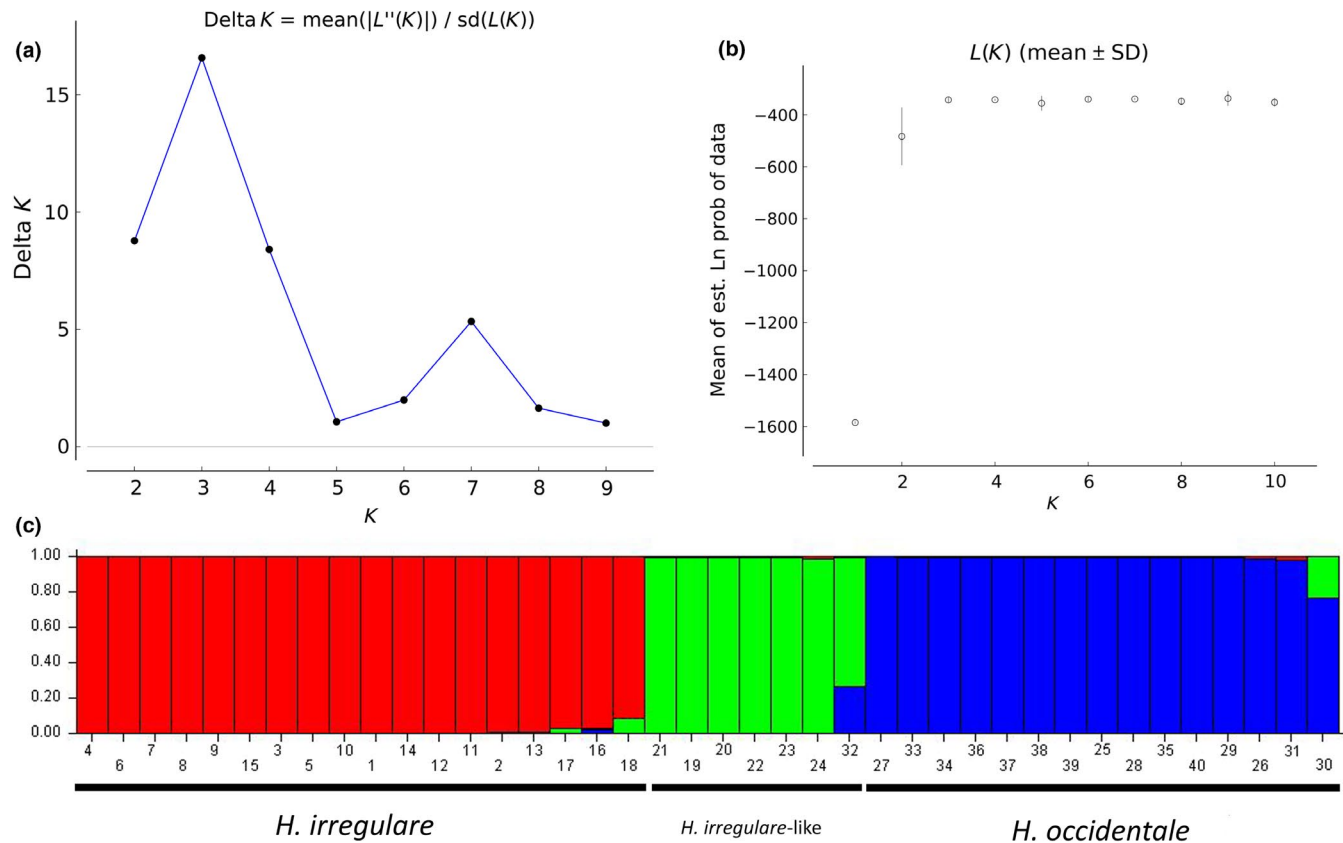 (a)
Delta K = mean(|L''(K)|) / sd(L(K))
Delta K
15
10
5
0
2 3 4 5 6 7 8 9
K
(b)
L(K) (mean ± SD)
Mean of est. Ln prob of data
−400
−600
−800
−1000
−1200
−1400
−1600
2 4 6 8 10
K
(c)
1.00
0.80
0.60
0.40
0.20
0.00
4 7 9 3 10 14 11 13 16 21 20 23 32 33 36 38 25 35 29 31
6 8 15 5 1 12 2 17 18 19 22 24 27 34 37 39 28 40 26 30
H. irregulare
H. irregulare-like
H. occidentale